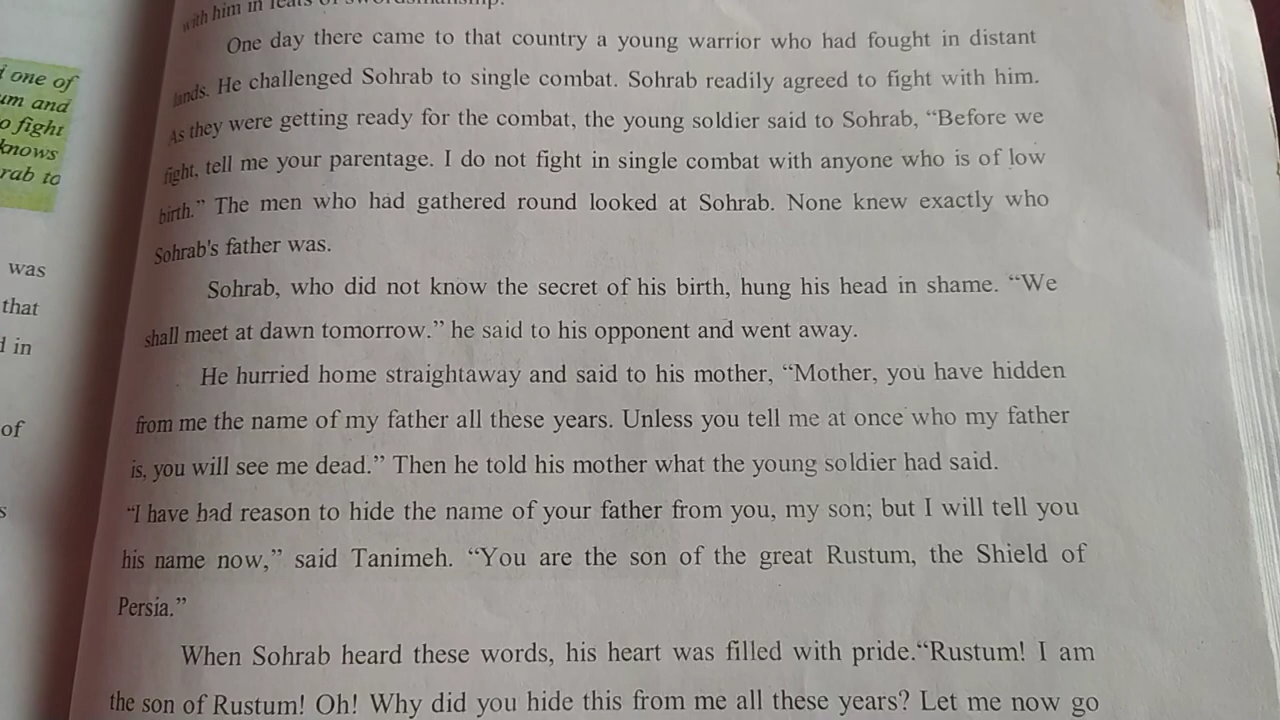 with him in feats of swordsmanship.
One day there came to that country a young warrior who had fought in distant
lands. He challenged Sohrab to single combat. Sohrab readily agreed to fight with him.
As they were getting ready for the combat, the young soldier said to Sohrab, “Before we
fight, tell me your parentage. I do not fight in single combat with anyone who is of low
birth.” The men who had gathered round looked at Sohrab. None knew exactly who
Sohrab's father was.
Sohrab, who did not know the secret of his birth, hung his head in shame. “We
shall meet at dawn tomorrow.” he said to his opponent and went away.
He hurried home straightaway and said to his mother, “Mother, you have hidden
from me the name of my father all these years. Unless you tell me at once who my father
is, you will see me dead.” Then he told his mother what the young soldier had said.
“I have had reason to hide the name of your father from you, my son; but I will tell you
his name now,” said Tanimeh. “You are the son of the great Rustum, the Shield of
Persia.”
When Sohrab heard these words, his heart was filled with pride.“Rustum! I am
the son of Rustum! Oh! Why did you hide this from me all these years? Let me now go
one of
um and
o fight
knows
rab to
was
that
in
of
s